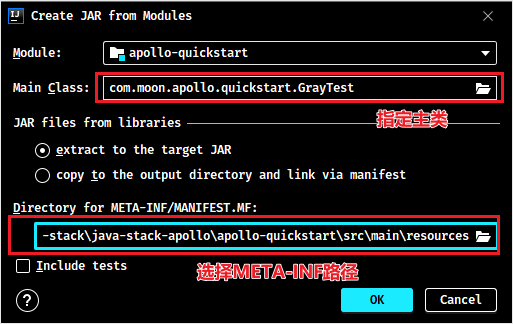 IJ Create JAR from Modules
Module: apollo-quickstart
Main Class: com.moon.apollo.quickstart.GrayTest
指定主类
JAR files from libraries
extract to the target JAR
copy to the output directory and link via manifest
Directory for META-INF/MANIFEST.MF:
-stack\java-stack-apollo\apollo-quickstart\src\main\resources
选择META-INF路径
Include tests
? OK Cancel